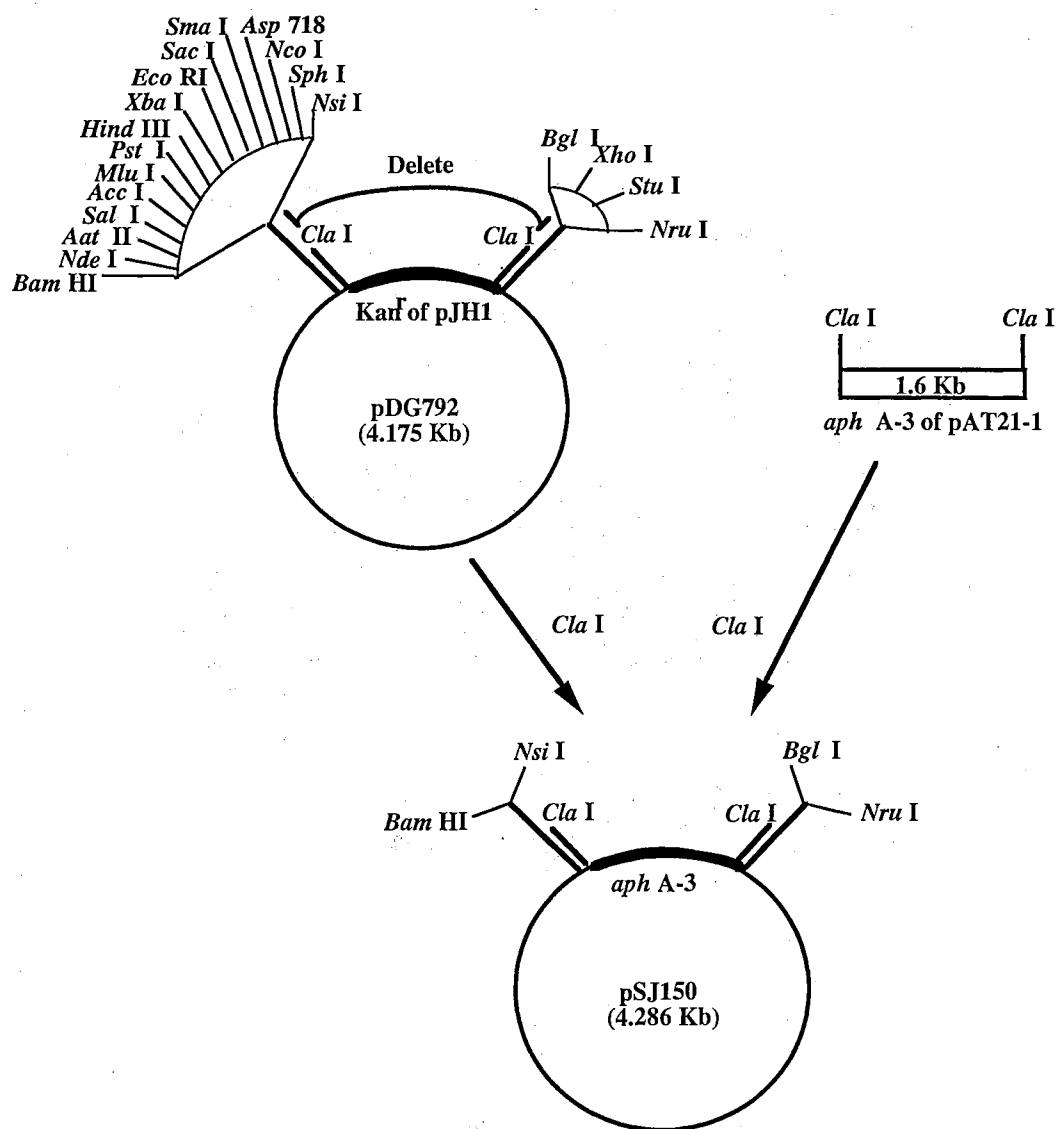 Sma I
Asp 718
Sac I
Nco I
Eco RI
Sph I
Xba I
Nsi I
Hind III
Pst I
Mlu I
Acc I
Sal I
Aat II
Nde I
Bam HI
Delete
Bgl I
Xho I
Stu I
Nru I
Cla I
Cla I
Kanr of pJH1
pDG792
(4.175 Kb)
Cla I
Cla I
1.6 Kb
aph A-3 of pAT21-1
Cla I
Cla I
Nsi I
Bgl I
Bam HI
Cla I
Cla I
Nru I
aph A-3
pSJ150
(4.286 Kb)